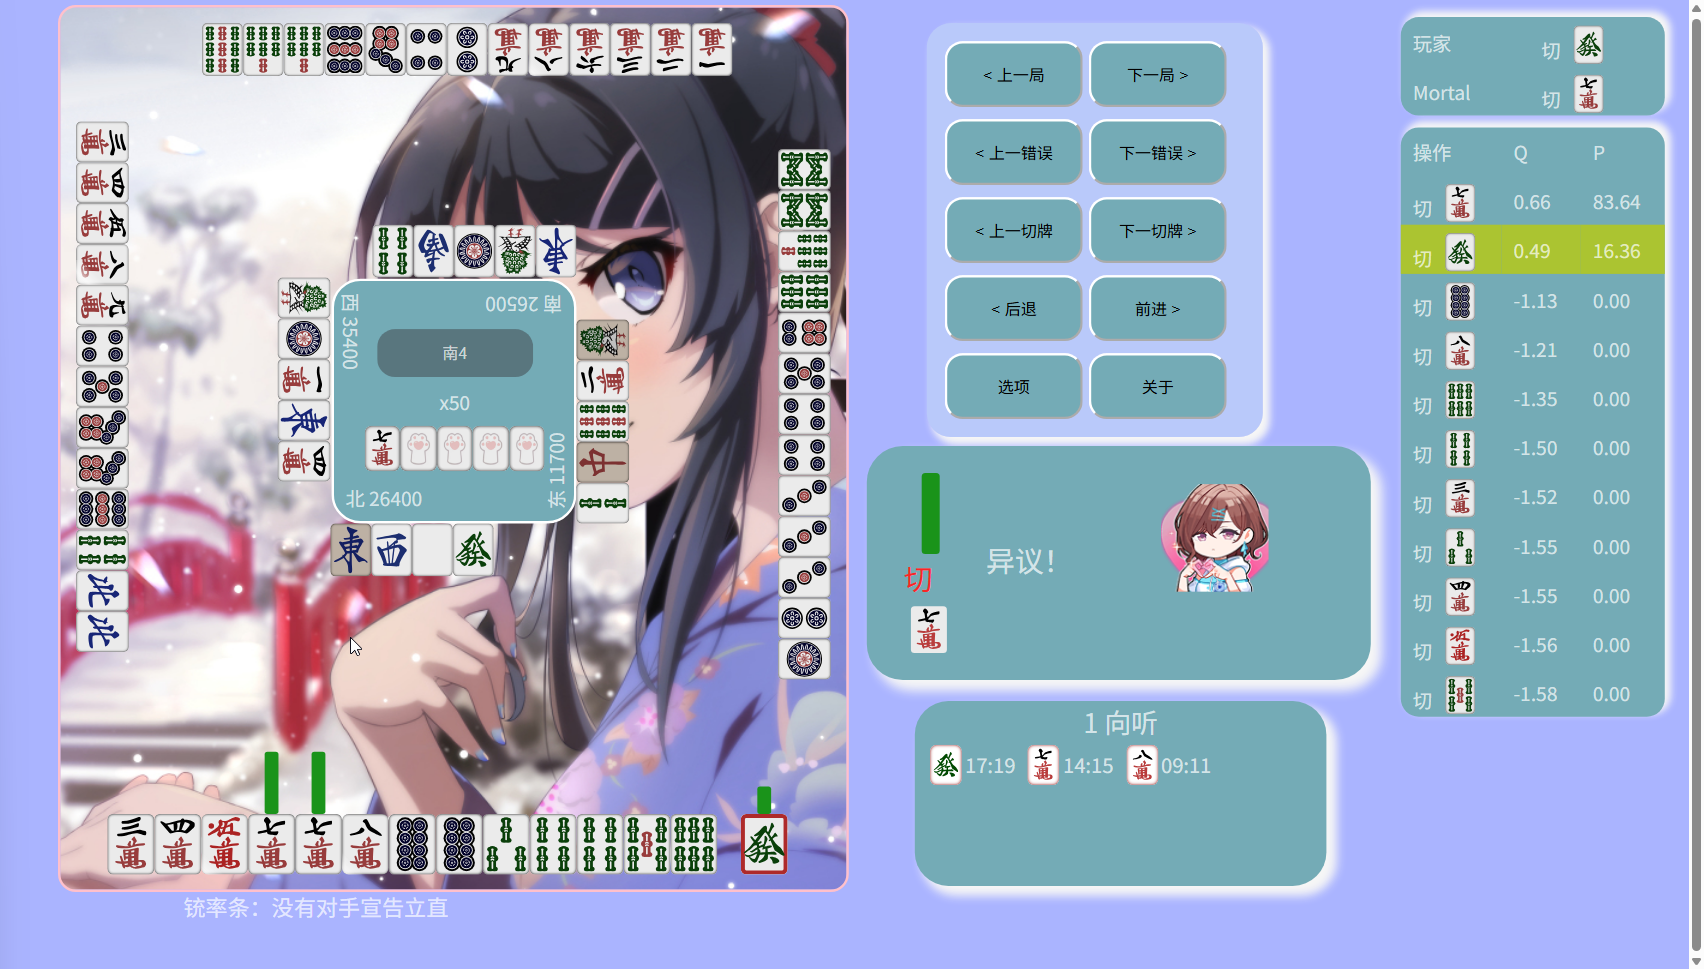 西 35400
南 26500
南4
x50
北 26400
东 11700
铳率条：没有对手宣告立直
< 上一局
下一局 >
< 上一错误
下一错误 >
< 上一切牌
下一切牌 >
< 后退
前进 >
选项
关于
切
异议！
1 向听
17:19
14:15
09:11
玩家 切
Mortal 切
操作 Q P
切 0.66 83.64
切 0.49 16.36
切 -1.13 0.00
切 -1.21 0.00
切 -1.35 0.00
切 -1.50 0.00
切 -1.52 0.00
切 -1.55 0.00
切 -1.55 0.00
切 -1.56 0.00
切 -1.58 0.00